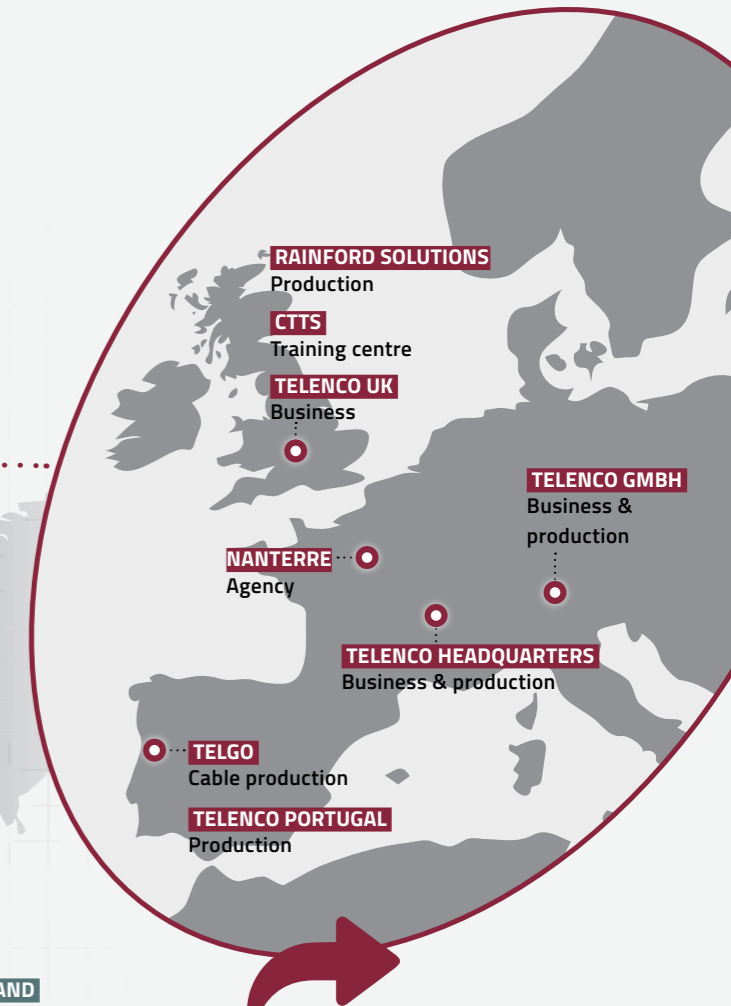 RAINFORD SOLUTIONS
Production
CTTS
Training centre
TELENCO UK
Business
TELENCO GMBH
Business &
production
NANTERRE
Agency
TELENCO HEADQUARTERS
Business & production
TELGO
Cable production
TELENCO PORTUGAL
Production